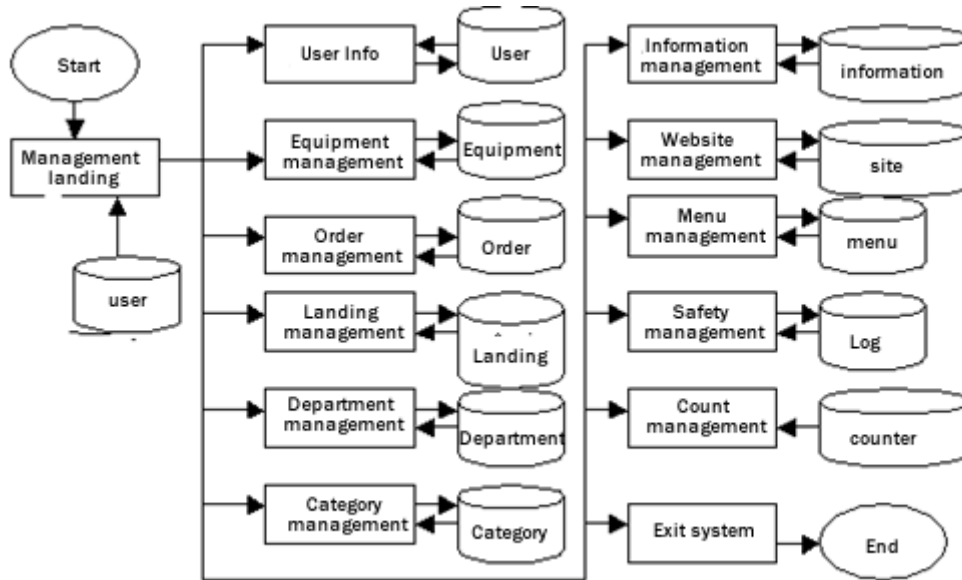 Start
Management
landing
user
User Info
User
Equipment
management
Equipment
Order
management
Order
Landing
management
Landing
Department
management
Department
Category
management
Category
Information
management
information
Website
management
site
Menu
management
menu
Safety
management
Log
Count
management
counter
Exit system
End